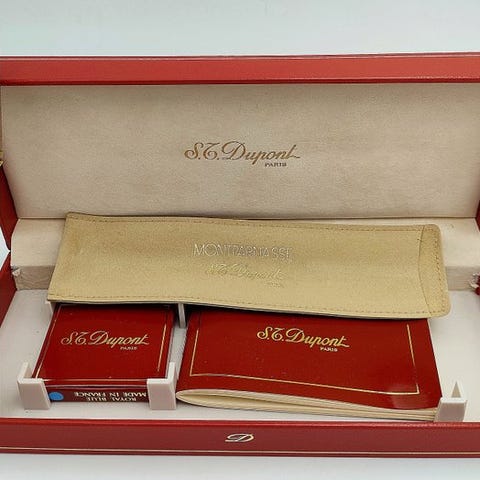 S.T. Dupont
PARIS
MONTPARNASSE
S.T. Dupont
PARIS
S.T. Dupont
PARIS
ROYAL BLUE
MADE IN FRANCE
S.T. Dupont
PARIS
D